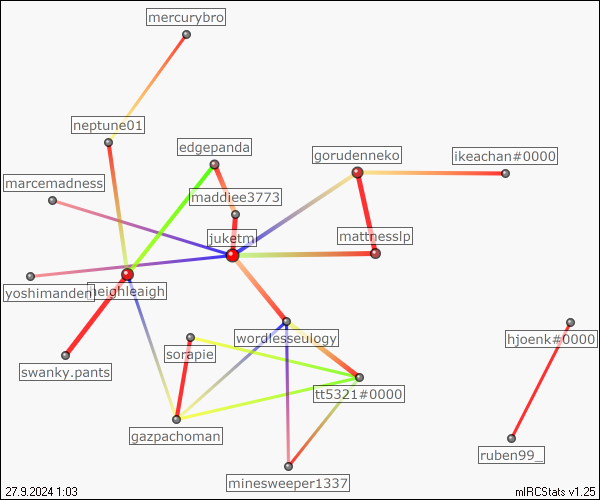 mercurybro
neptune01
edgepanda
gorudenneko
ikeachan#0000
marcemadness
maddiee3773
juketm
mattnesslp
yoshimanden
heighleaigh
wordlesseulogy
hjoenk#0000
sorapie
swanky.pants
tt5321#0000
gazpachoman
ruben99_
minesweeper1337
27.9.2024 1:03
mIRCStats v1.25